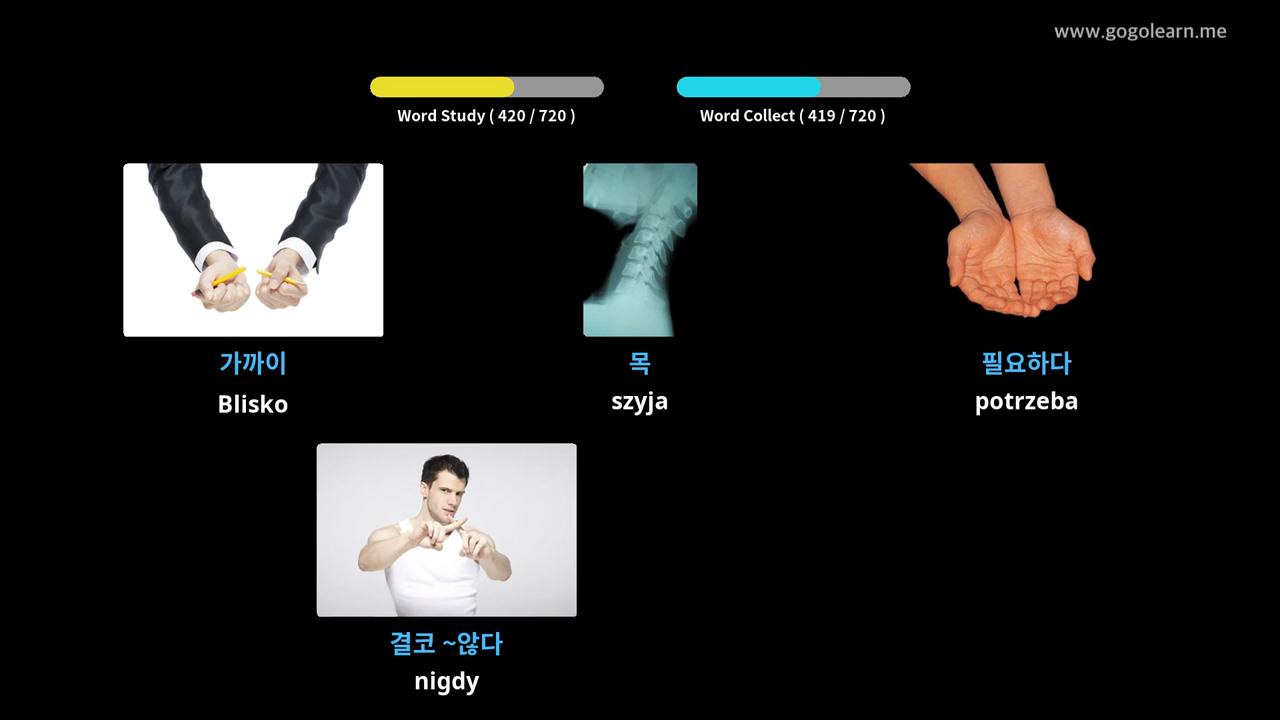 www.gogolearn.me
Word Study ( 420 / 720 )
Word Collect ( 419 / 720 )
가까이
Blisko
목
szyja
필요하다
potrzeba
결코 ~않다
nigdy